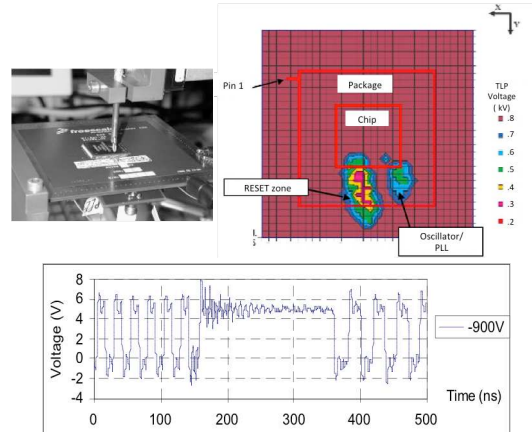 X
Y
Pin 1
Package
TLP
Voltage
( kV)
Chip
.8
.7
.6
.5
.4
.3
.2
RESET zone
Oscillator/
PLL
freescale
8
6
4
2
0
-2
-4
Voltage (V)
-900V
Time (ns)
0
100
200
300
400
500